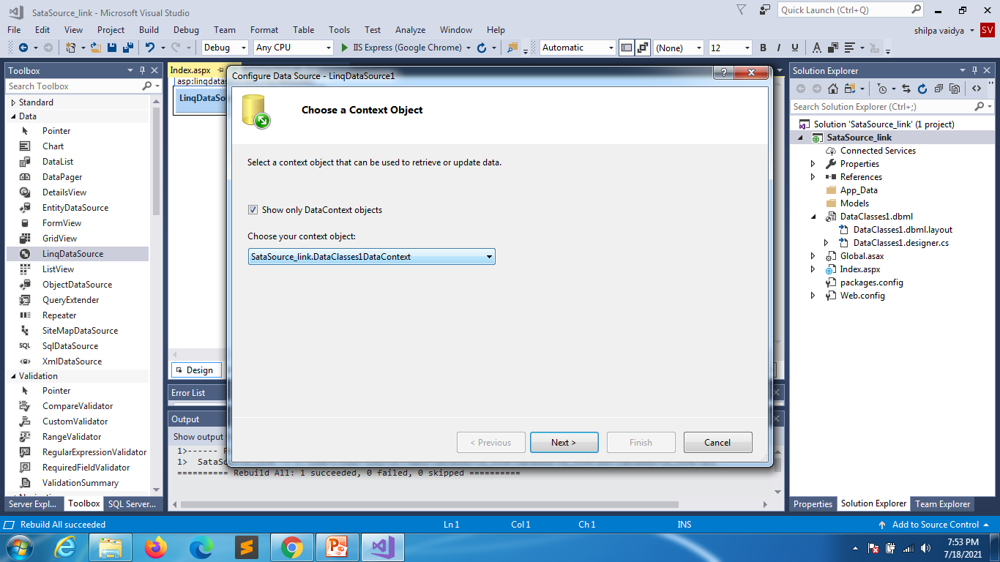 SataSource_link - Microsoft Visual Studio
Quick Launch (Ctrl+Q)
File Edit View Project Build Debug Team Format Table Tools Test Analyze Window Help
shilpa vaidya SV
Debug Any CPU IIS Express (Google Chrome) Automatic (None) 12 B I U A
Toolbox
Search Toolbox
Standard
Data
Pointer
Chart
DataList
DataPager
DetailsView
EntityDataSource
FormView
GridView
LinqDataSource
ListView
ObjectDataSource
QueryExtender
Repeater
SiteMapDataSource
SQL SqlDataSource
XmlDataSource
Validation
Pointer
CompareValidator
CustomValidator
RangeValidator
RegularExpressionValidator
RequiredFieldValidator
ValidationSummary
Server Expl... Toolbox SQL Server...
Index.aspx
asp:linqdata
LinqDataSo
Design
Error List
Output
Show output
1>------
1> SataSo
========== Rebuild All: 1 succeeded, 0 failed, 0 skipped ==========
Configure Data Source - LinqDataSource1
?
Choose a Context Object
Select a context object that can be used to retrieve or update data.
Show only DataContext objects
Choose your context object:
SataSource_link.DataClasses1DataContext
< Previous Next > Finish Cancel
Solution Explorer
Search Solution Explorer (Ctrl+;)
Solution 'SataSource_link' (1 project)
SataSource_link
Connected Services
Properties
References
App_Data
Models
DataClasses1.dbml
DataClasses1.dbml.layout
DataClasses1.designer.cs
Global.asax
Index.aspx
packages.config
Web.config
Properties Solution Explorer Team Explorer
Rebuild All succeeded Ln 1 Col 1 Ch 1 INS Add to Source Control
7:53 PM
7/18/2021